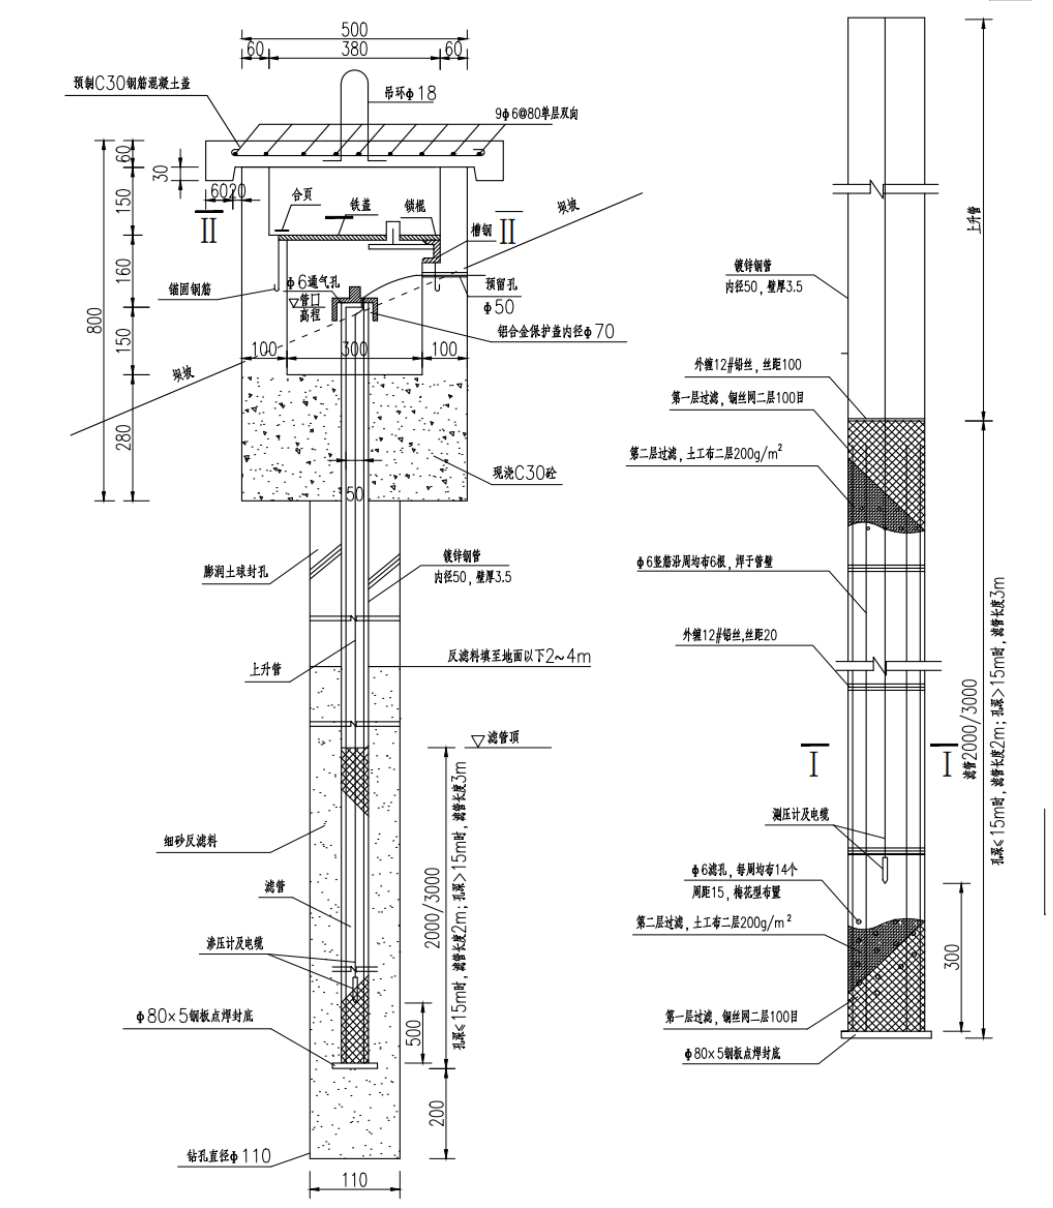 500
60
380
60
预制C30钢筋混凝土盖
吊环Φ18
9Φ6@80单层双向
60
30
150
6020
合页
铁盖
锁棍
坝坡
II
II
槽钢
160
锚固钢筋
Φ6通气孔
管口
高程
预留孔
Φ50
800
铝合金保护盖内径Φ70
150
100
300
100
坝坡
280
现浇C30砼
50
膨润土球封孔
镀锌钢管
内径50, 壁厚3.5
反滤料填至地面以下2~4m
上升管
滤管顶
细砂反滤料
滤管
2000/3000
孔深≤15m时, 滤管长度2m; 孔深>15m时, 滤管长度3m
渗压计及电缆
Φ80×5钢板点焊封底
500
200
钻孔直径Φ110
110
上升管
镀锌钢管
内径50, 壁厚3.5
外缠12#铅丝, 丝距100
第一层过滤, 铜丝网二层100目
第二层过滤, 土工布二层200g/m²
Φ6竖筋沿周均布6根, 焊于管壁
外缠12#铅丝,丝距20
滤管2000/3000
孔深≤15m时, 滤管长度2m; 孔深>15m时, 滤管长度3m
I
I
测压计及电缆
Φ6滤孔, 每周均布14个
周距15, 梅花型布置
第二层过滤, 土工布二层200g/m²
300
第一层过滤, 铜丝网二层100目
Φ80×5钢板点焊封底